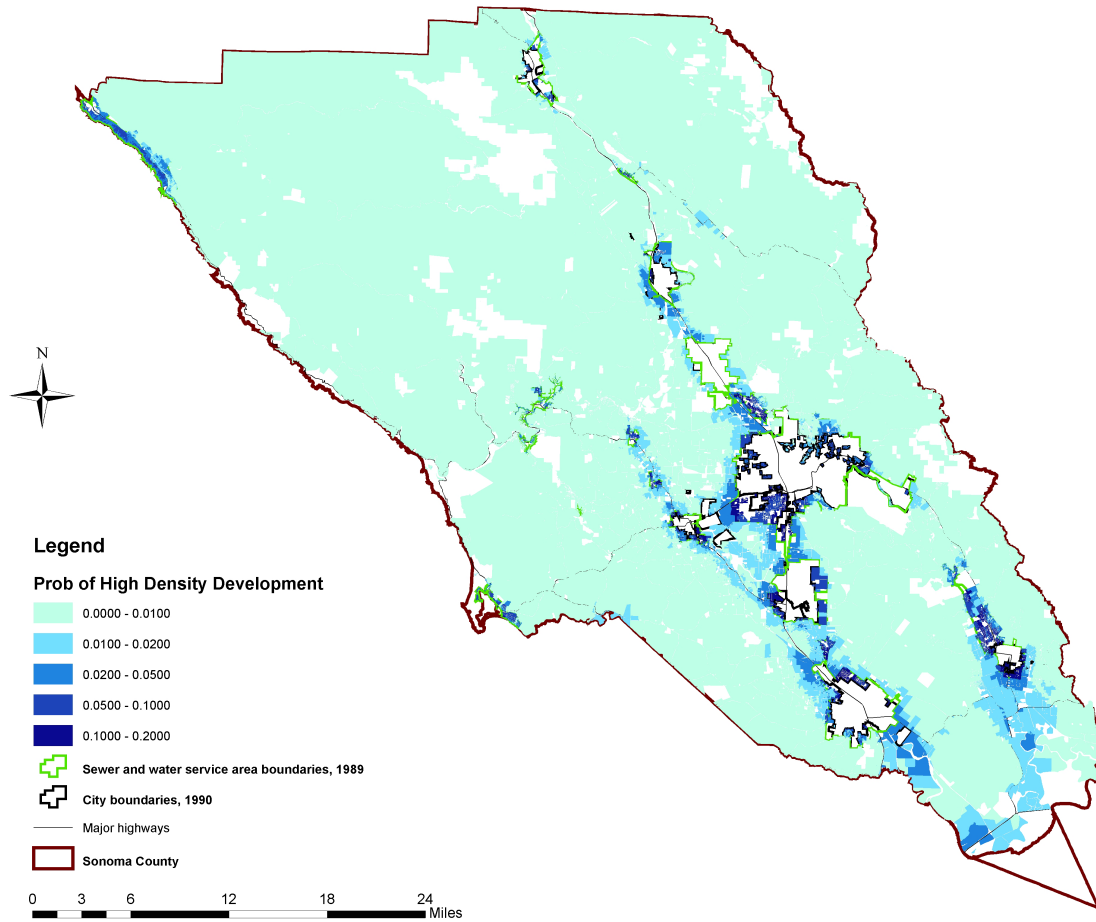 N
Legend
Prob of High Density Development
0.0000 - 0.0100
0.0100 - 0.0200
0.0200 - 0.0500
0.0500 - 0.1000
0.1000 - 0.2000
Sewer and water service area boundaries, 1989
City boundaries, 1990
Major highways
Sonoma County
0 3 6 12 18 24
Miles